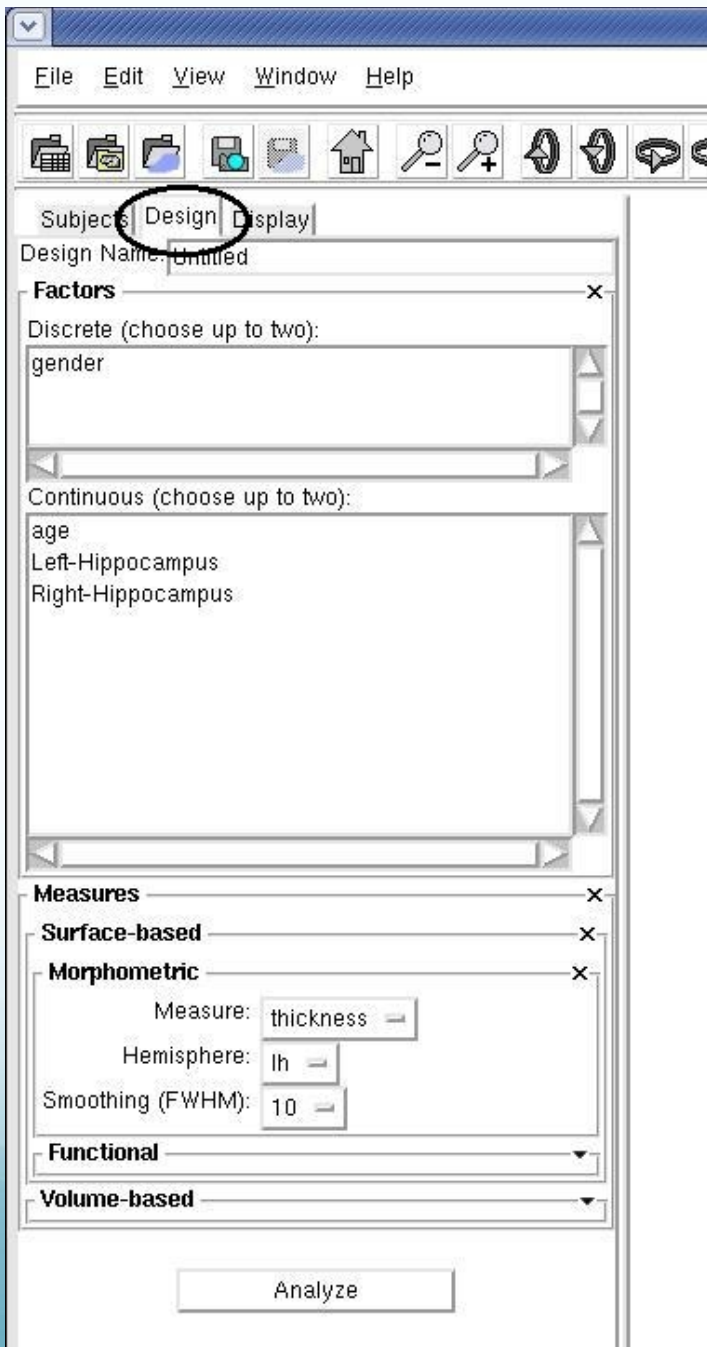 File Edit View Window Help
Subjects Design Display
Design Name: Untitled
Factors
Discrete (choose up to two):
gender
Continuous (choose up to two):
age
Left-Hippocampus
Right-Hippocampus
Measures
Surface-based
Morphometric
Measure: thickness
Hemisphere: lh
Smoothing (FWHM): 10
Functional
Volume-based
Analyze